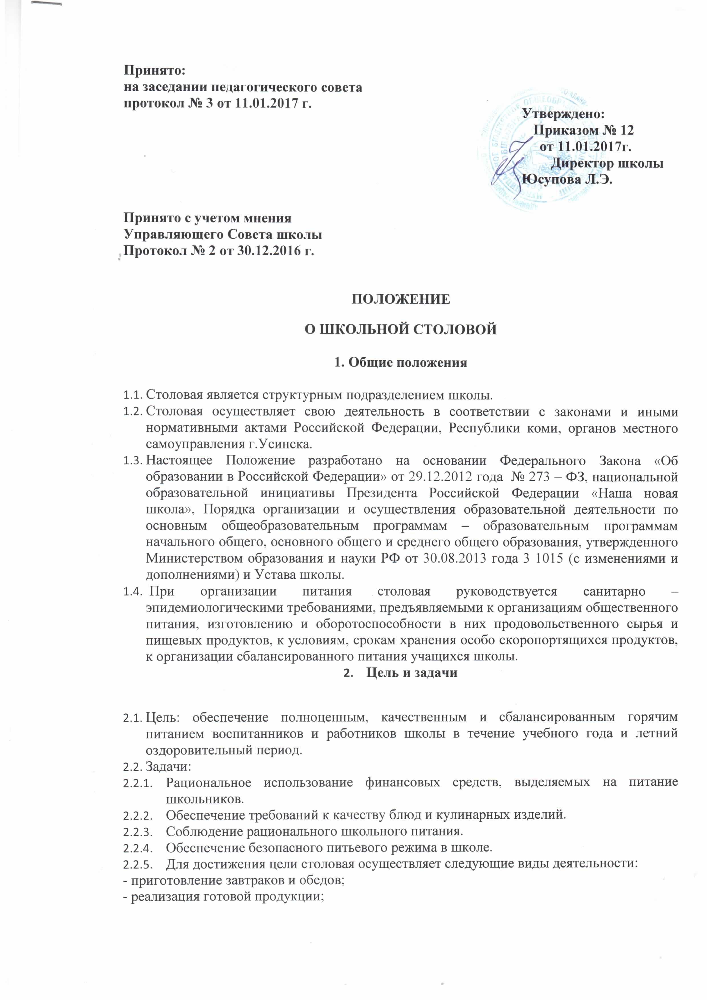 Принято:
на заседании педагогического совета
протокол № 3 от 11.01.2017 г.
Утверждено:
Приказом № 12
от 11.01.2017г.
Директор школы
Юсупова Л.Э.
Принято с учетом мнения
Управляющего Совета школы
Протокол № 2 от 30.12.2016 г.
ПОЛОЖЕНИЕ
О ШКОЛЬНОЙ СТОЛОВОЙ
1. Общие положения
1.1. Столовая является структурным подразделением школы.
1.2. Столовая осуществляет свою деятельность в соответствии с законами и иными
нормативными актами Российской Федерации, Республики коми, органов местного
самоуправления г.Усинска.
1.3. Настоящее Положение разработано на основании Федерального Закона «Об
образовании в Российской Федерации» от 29.12.2012 года № 273 – ФЗ, национальной
образовательной инициативы Президента Российской Федерации «Наша новая
школа», Порядка организации и осуществления образовательной деятельности по
основным общеобразовательным программам – образовательным программам
начального общего, основного общего и среднего общего образования, утвержденного
Министерством образования и науки РФ от 30.08.2013 года 3 1015 (с изменениями и
дополнениями) и Устава школы.
1.4. При организации питания столовая руководствуется санитарно –
эпидемиологическими требованиями, предъявляемыми к организациям общественного
питания, изготовлению и оборотоспособности в них продовольственного сырья и
пищевых продуктов, к условиям, срокам хранения особо скоропортящихся продуктов,
к организации сбалансированного питания учащихся школы.
2. Цель и задачи
2.1. Цель: обеспечение полноценным, качественным и сбалансированным горячим
питанием воспитанников и работников школы в течение учебного года и летний
оздоровительный период.
2.2. Задачи:
2.2.1. Рациональное использование финансовых средств, выделяемых на питание
школьников.
2.2.2. Обеспечение требований к качеству блюд и кулинарных изделий.
2.2.3. Соблюдение рационального школьного питания.
2.2.4. Обеспечение безопасного питьевого режима в школе.
2.2.5. Для достижения цели столовая осуществляет следующие виды деятельности:
- приготовление завтраков и обедов;
- реализация готовой продукции;